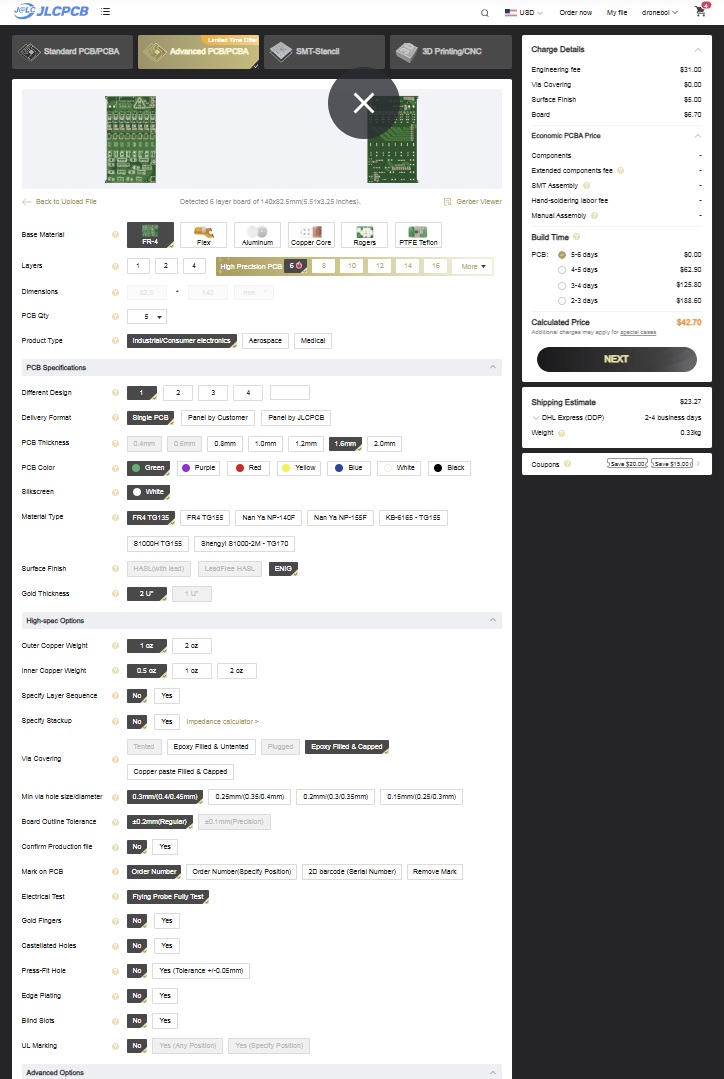 J@LC JLCPCB
USD Order now My file droneboi 4
Standard PCB/PCBA
Limited Time Offer
Advanced PCB/PCBA
SMT-Stencil
3D Printing/CNC
Back to Upload File
Detected 6 layer board of 140x82.5mm(5.51x3.25 inches).
Gerber Viewer
Base Material FR-4 Flex Aluminum Copper Core Rogers PTFE Teflon
Layers 1 2 4 High Precision PCB 6 8 10 12 14 16 More
Dimensions 82.5 * 140 mm
PCB Qty 5
Product Type Industrial/Consumer electronics Aerospace Medical
PCB Specifications
Different Design 1 2 3 4
Delivery Format Single PCB Panel by Customer Panel by JLCPCB
PCB Thickness 0.4mm 0.6mm 0.8mm 1.0mm 1.2mm 1.6mm 2.0mm
PCB Color Green Purple Red Yellow Blue White Black
Silkscreen White
Material Type FR4 TG135 FR4 TG155 Nan Ya NP-140F Nan Ya NP-155F KB-6165 - TG155
S1000H TG155 Shengyi S1000-2M - TG170
Surface Finish HASL(with lead) LeadFree HASL ENIG
Gold Thickness 2 U" 1 U"
High-spec Options
Outer Copper Weight 1 oz 2 oz
Inner Copper Weight 0.5 oz 1 oz 2 oz
Specify Layer Sequence No Yes
Specify Stackup No Yes Impedance calculator >
Via Covering Tented Epoxy Filled & Untented Plugged Epoxy Filled & Capped
Copper paste Filled & Capped
Min via hole size/diameter 0.3mm/(0.4/0.45mm) 0.25mm/(0.35/0.4mm) 0.2mm/(0.3/0.35mm) 0.15mm/(0.25/0.3mm)
Board Outline Tolerance ±0.2mm(Regular) ±0.1mm(Precision)
Confirm Production file No Yes
Mark on PCB Order Number Order Number(Specify Position) 2D barcode (Serial Number) Remove Mark
Electrical Test Flying Probe Fully Test
Gold Fingers No Yes
Castellated Holes No Yes
Press-Fit Hole No Yes (Tolerance +/-0.05mm)
Edge Plating No Yes
Blind Slots No Yes
UL Marking No Yes (Any Position) Yes (Specify Position)
Advanced Options
Charge Details
Engineering fee $31.00
Via Covering $0.00
Surface Finish $5.00
Board $6.70
Economic PCBA Price
Components -
Extended components fee -
SMT Assembly -
Hand-soldering labor fee -
Manual Assembly -
Build Time
PCB: 5-6 days $0.00
4-5 days $62.90
3-4 days $125.80
2-3 days $188.60
Calculated Price $42.70
Additional charges may apply for special cases
NEXT
Shipping Estimate $23.27
DHL Express (DDP) 2-4 business days
Weight 0.33kg
Coupons Save $20.00 Save $15.00